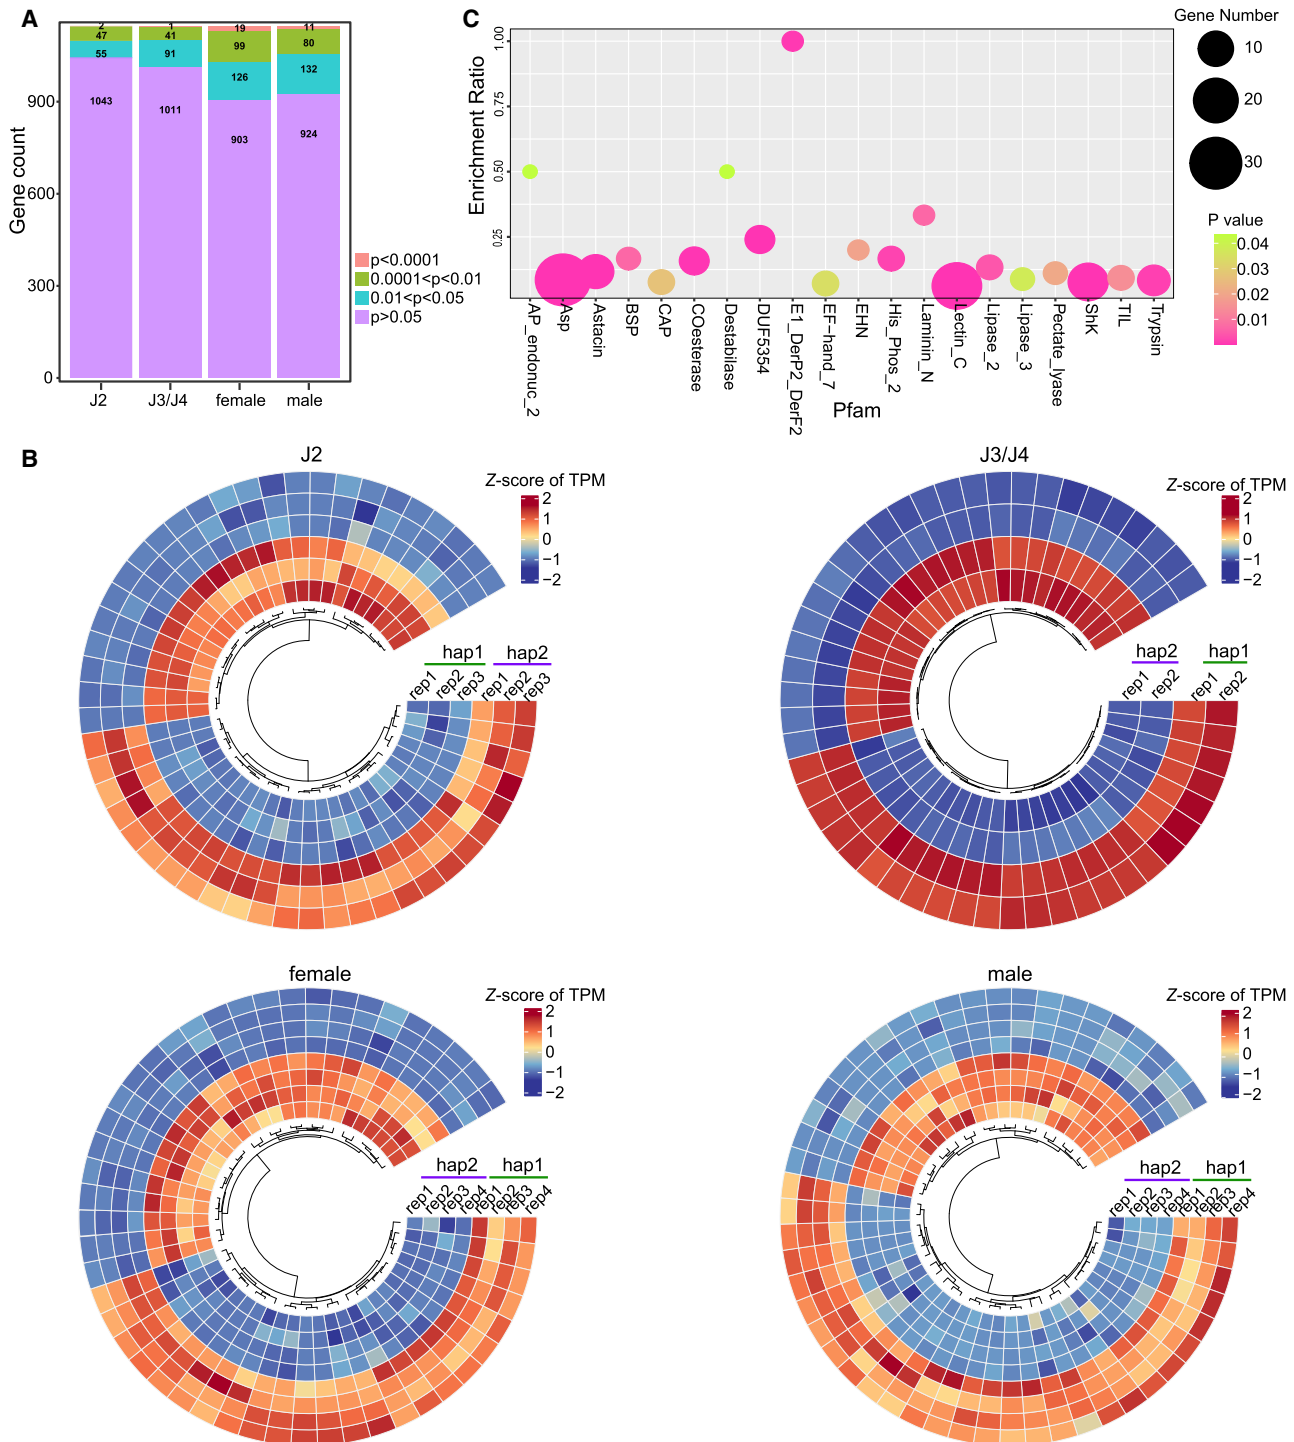 A
Gene count
900
600
300
0
2
47
55
1043
1
41
91
1011
19
99
126
903
11
80
132
924
J2
J3/J4
female
male
p<0.0001
0.0001<p<0.01
0.01<p<0.05
p>0.05
C
Enrichment Ratio
1.00
0.75
0.50
0.25
AP_endonuc_2
Asp
Astacin
BSP
CAP
COesterase
Destabilase
DUF5354
E1_DerP2_DerF2
EF-hand_7
EHN
His_Phos_2
Laminin_N
Lectin_C
Lipase_2
Lipase_3
Pectate_lyase
ShK
TIL
Trypsin
Pfam
Gene Number
10
20
30
P value
0.04
0.03
0.02
0.01
B
J2
Z-score of TPM
2
1
0
−1
−2
hap1
hap2
rep1
rep2
rep3
rep1
rep2
rep3
J3/J4
Z-score of TPM
2
1
0
−1
−2
hap2
hap1
rep1
rep2
rep1
rep2
female
Z-score of TPM
2
1
0
−1
−2
hap2
hap1
rep1
rep2
rep3
rep4
rep1
rep2
rep3
rep4
male
Z-score of TPM
2
1
0
−1
−2
hap2
hap1
rep1
rep2
rep3
rep4
rep1
rep2
rep3
rep4